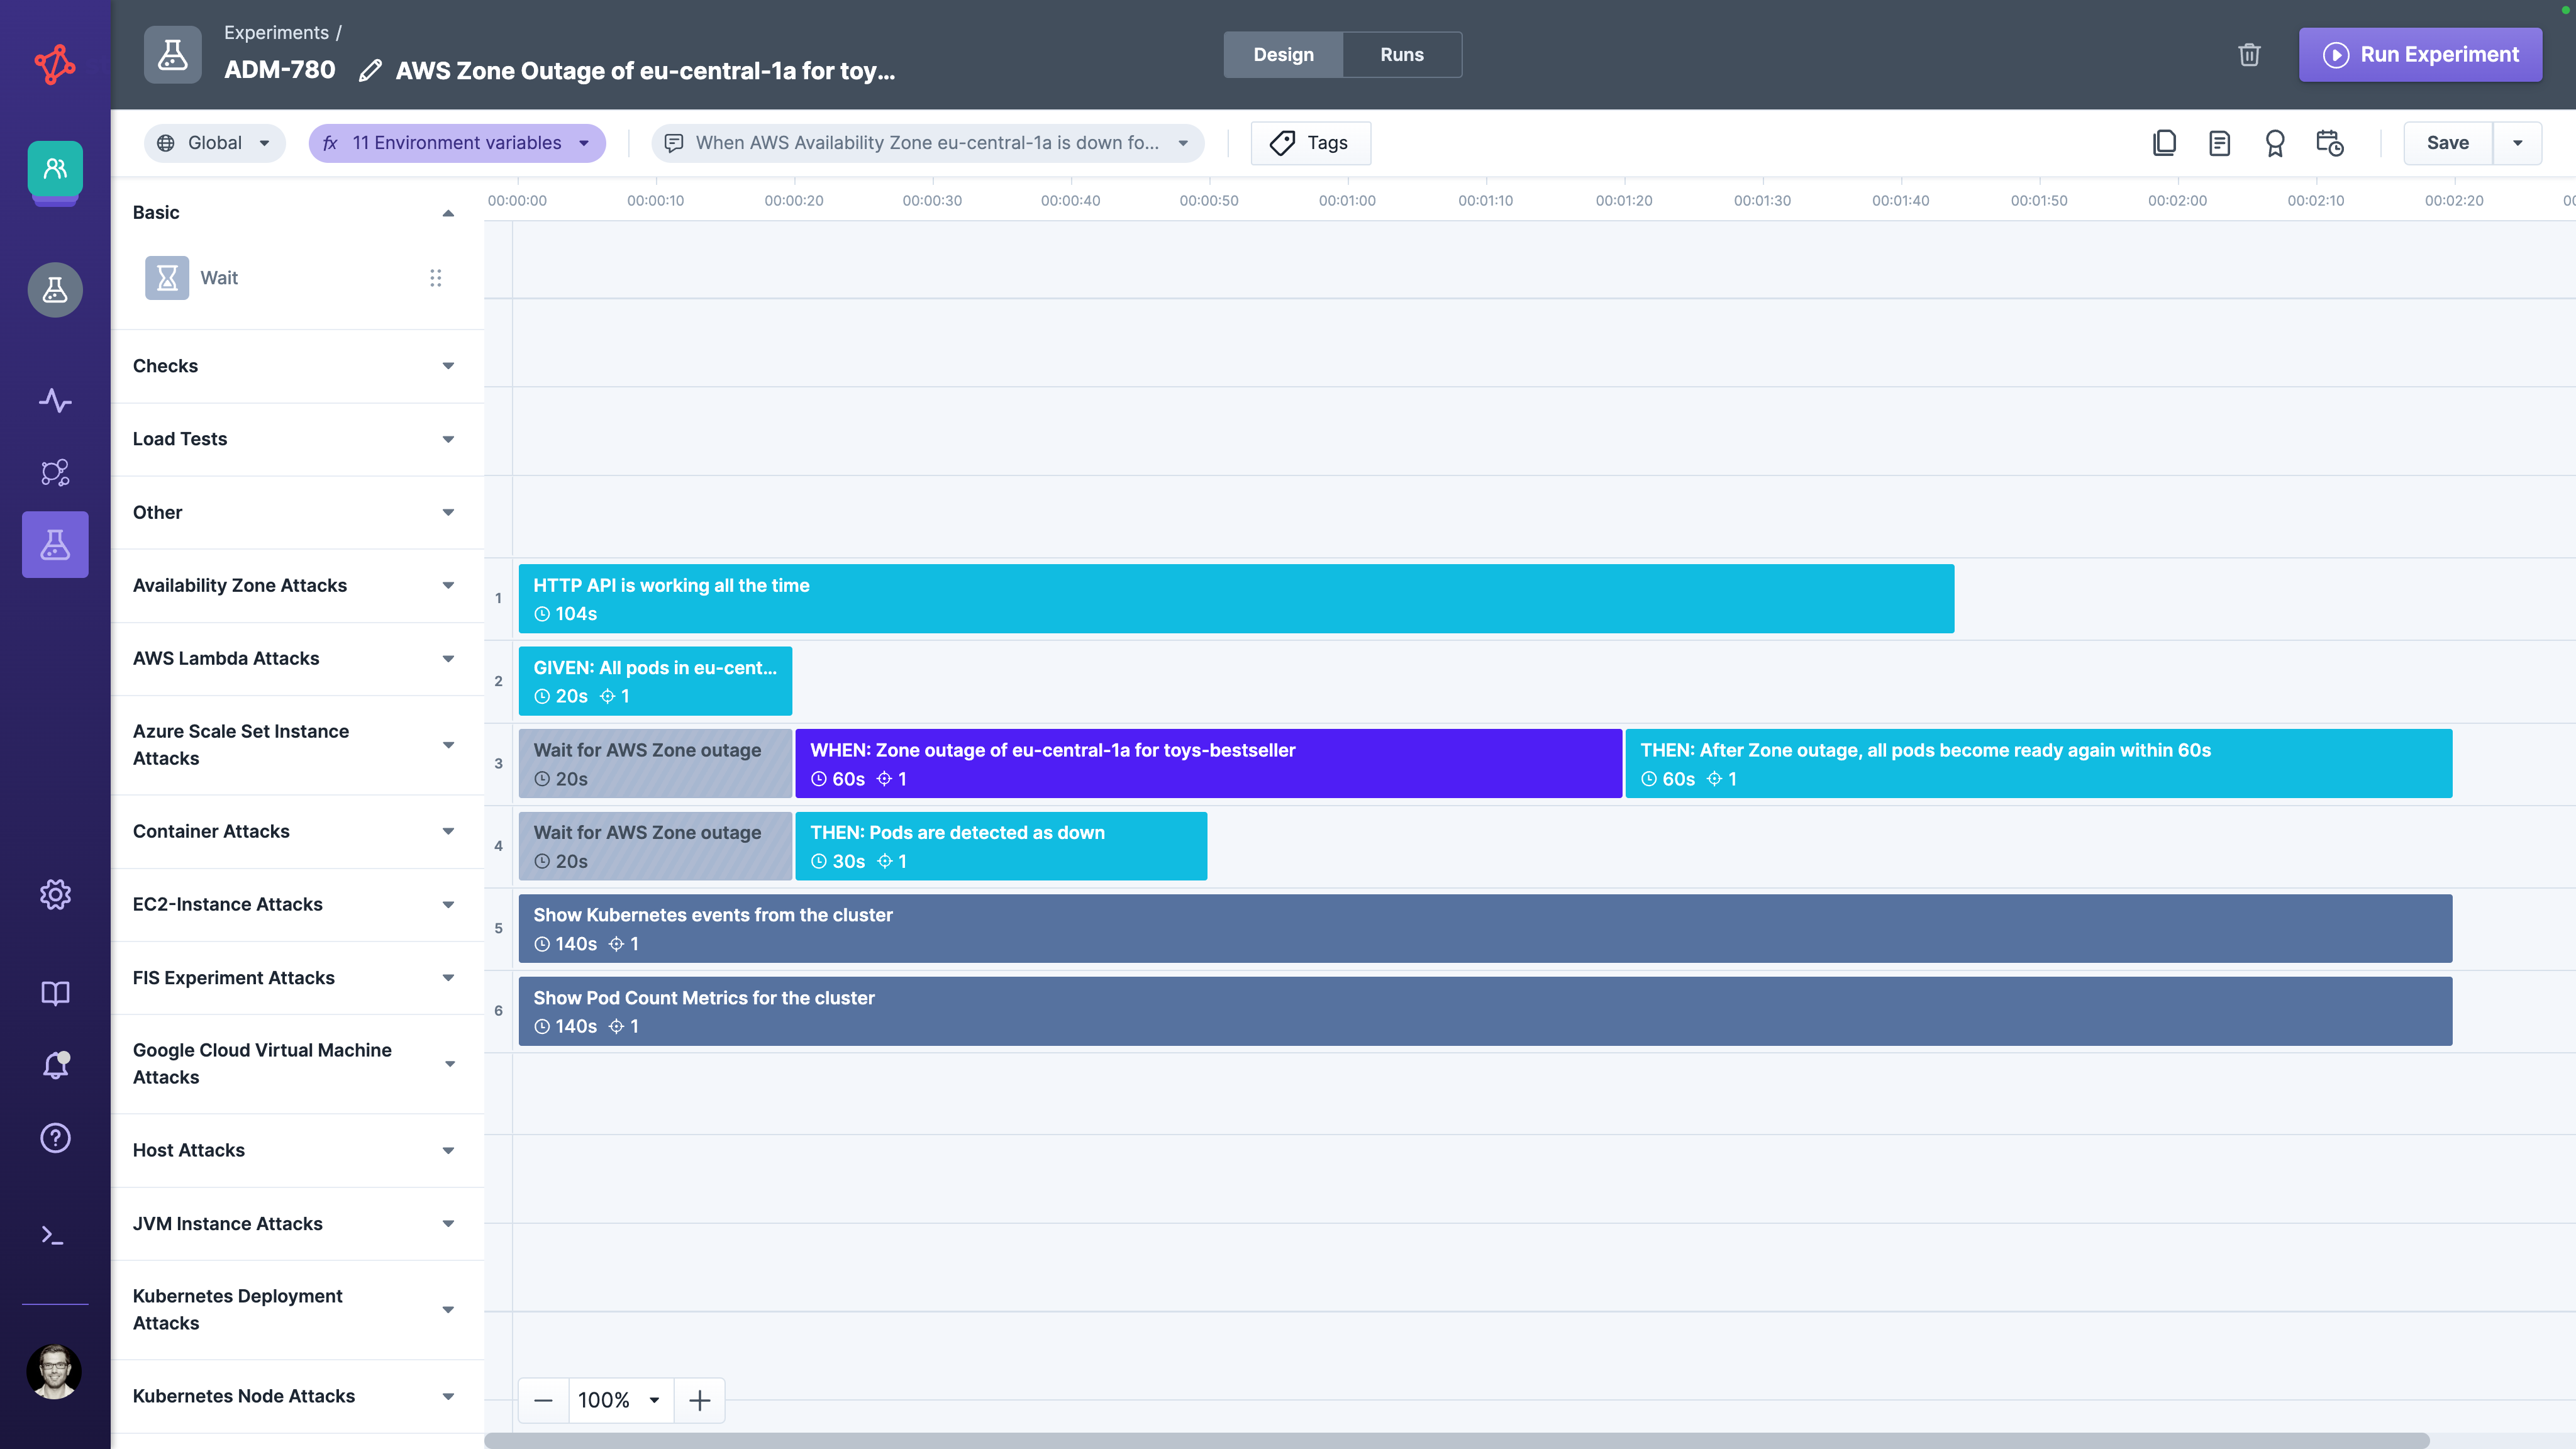 Experiments /
ADM-780
AWS Zone Outage of eu-central-1a for toy...
Design
Runs
Run Experiment
Global
fx 11 Environment variables
When AWS Availability Zone eu-central-1a is down fo...
Tags
Save
Basic
Wait
Checks
Load Tests
Other
Availability Zone Attacks
AWS Lambda Attacks
Azure Scale Set Instance
Attacks
Container Attacks
EC2-Instance Attacks
FIS Experiment Attacks
Google Cloud Virtual Machine
Attacks
Host Attacks
JVM Instance Attacks
Kubernetes Deployment
Attacks
Kubernetes Node Attacks
00:00:00 00:00:10 00:00:20 00:00:30 00:00:40 00:00:50 00:01:00 00:01:10 00:01:20 00:01:30 00:01:40 00:01:50 00:02:00 00:02:10 00:02:20
1
HTTP API is working all the time
104s
2
GIVEN: All pods in eu-cent...
20s 1
3
Wait for AWS Zone outage
20s
WHEN: Zone outage of eu-central-1a for toys-bestseller
60s 1
THEN: After Zone outage, all pods become ready again within 60s
60s 1
4
Wait for AWS Zone outage
20s
THEN: Pods are detected as down
30s 1
5
Show Kubernetes events from the cluster
140s 1
6
Show Pod Count Metrics for the cluster
140s 1
100%